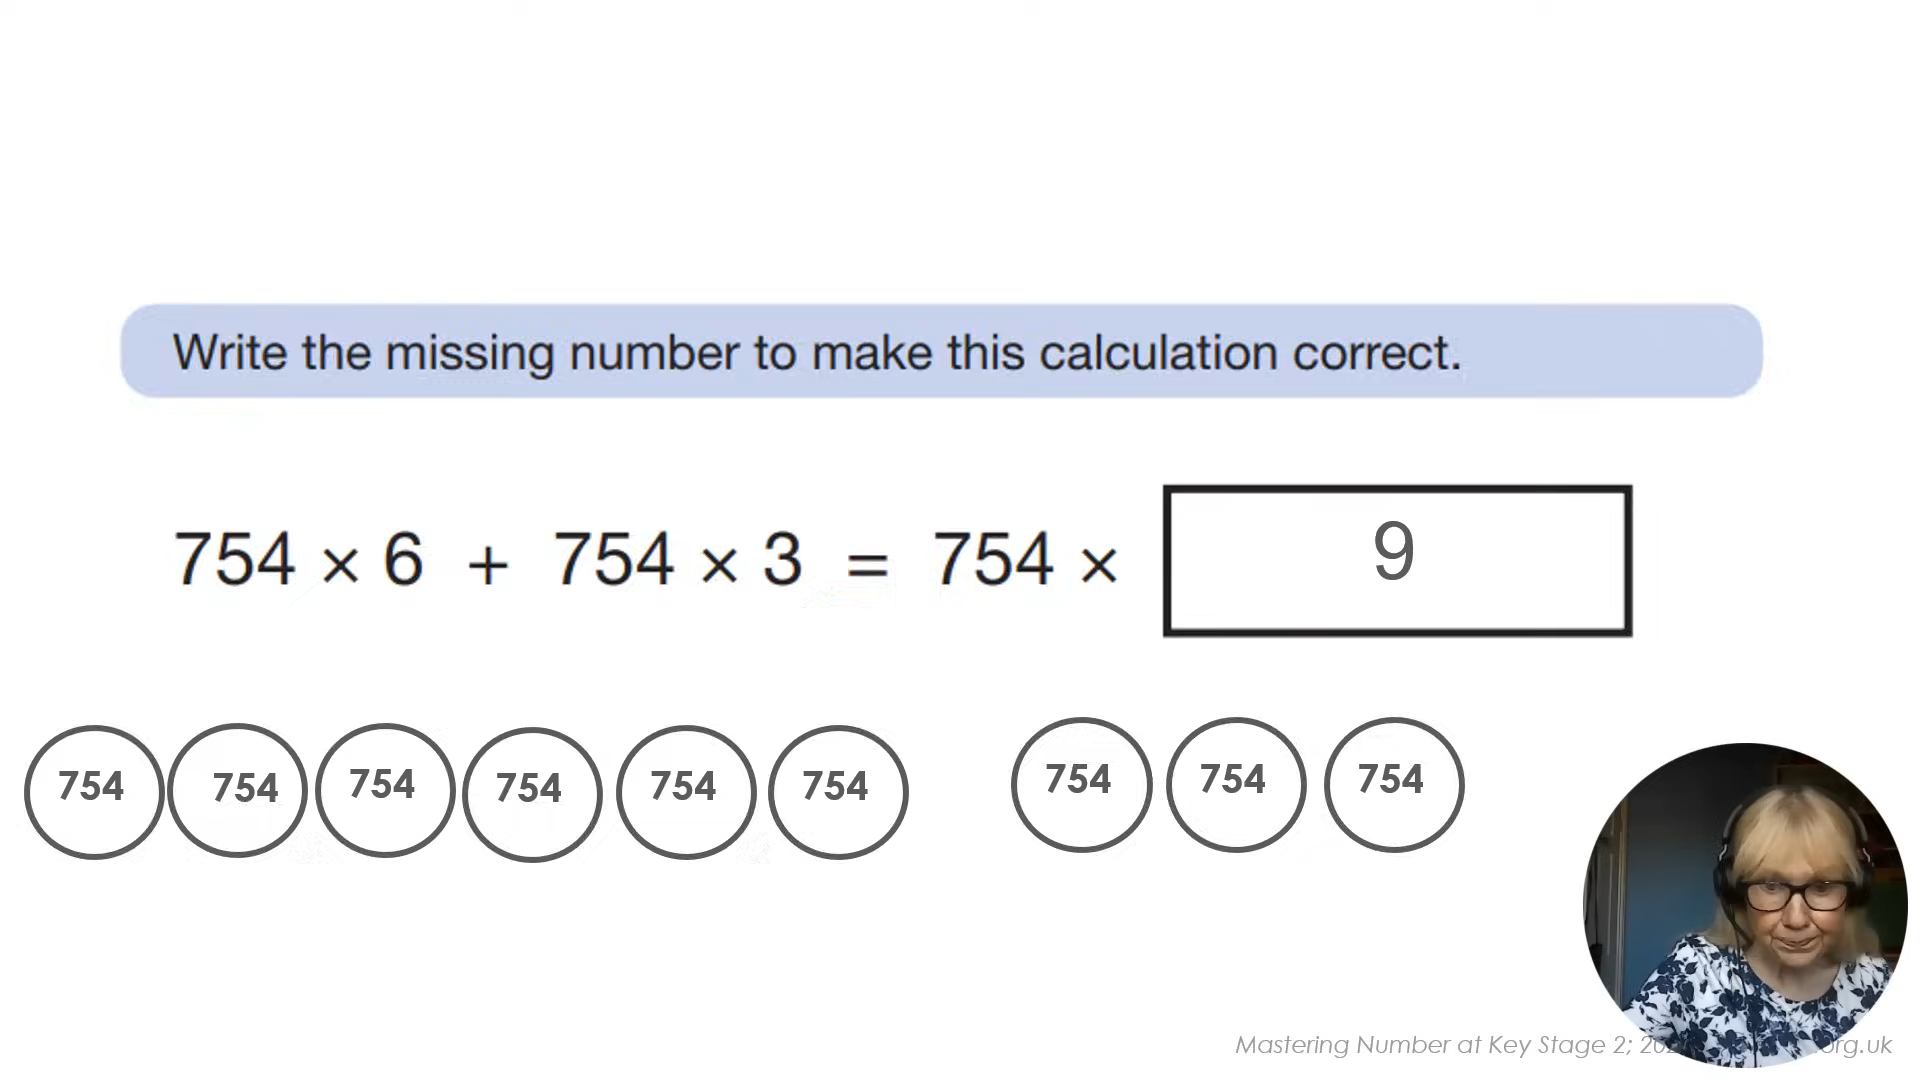 Write the missing number to make this calculation correct.
754 × 6 + 754 × 3 = 754 × 9
754 754 754 754 754 754 754 754 754
Mastering Number at Key Stage 2; org.uk